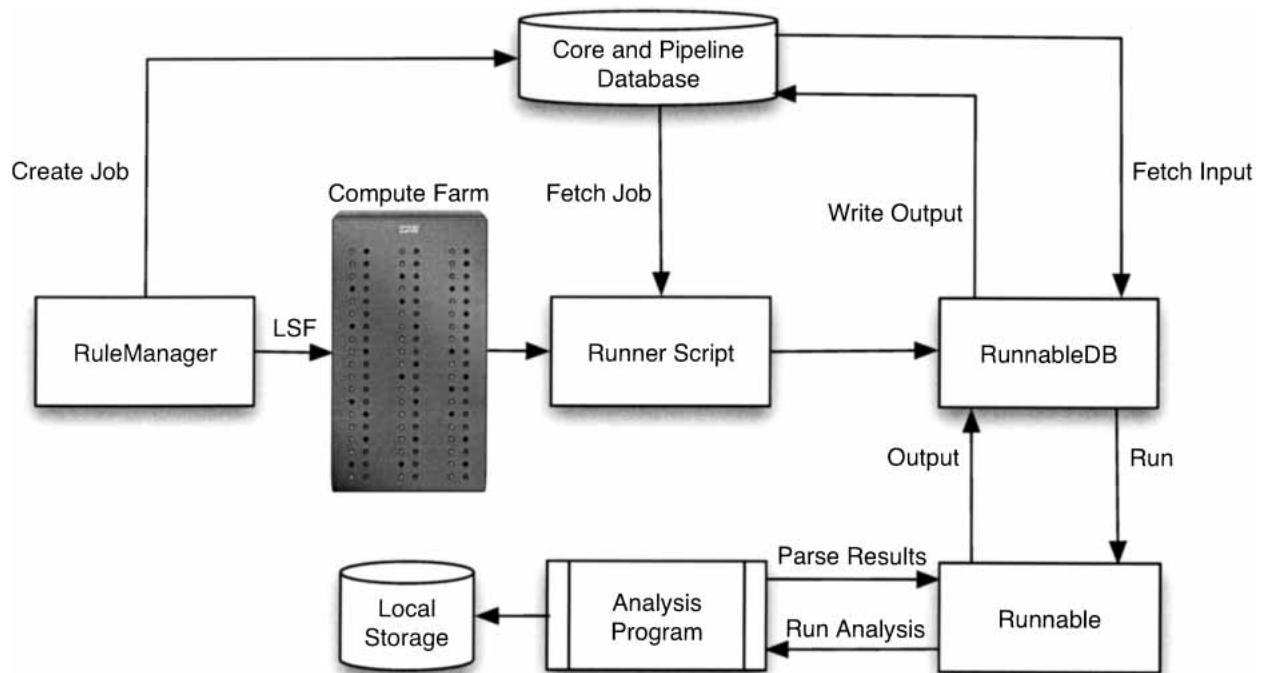 Core and Pipeline
Database
Create Job
Compute Farm
Fetch Job
Write Output
Fetch Input
RuleManager
LSF
Runner Script
RunnableDB
Output
Run
Local
Storage
Analysis
Program
Parse Results
Run Analysis
Runnable